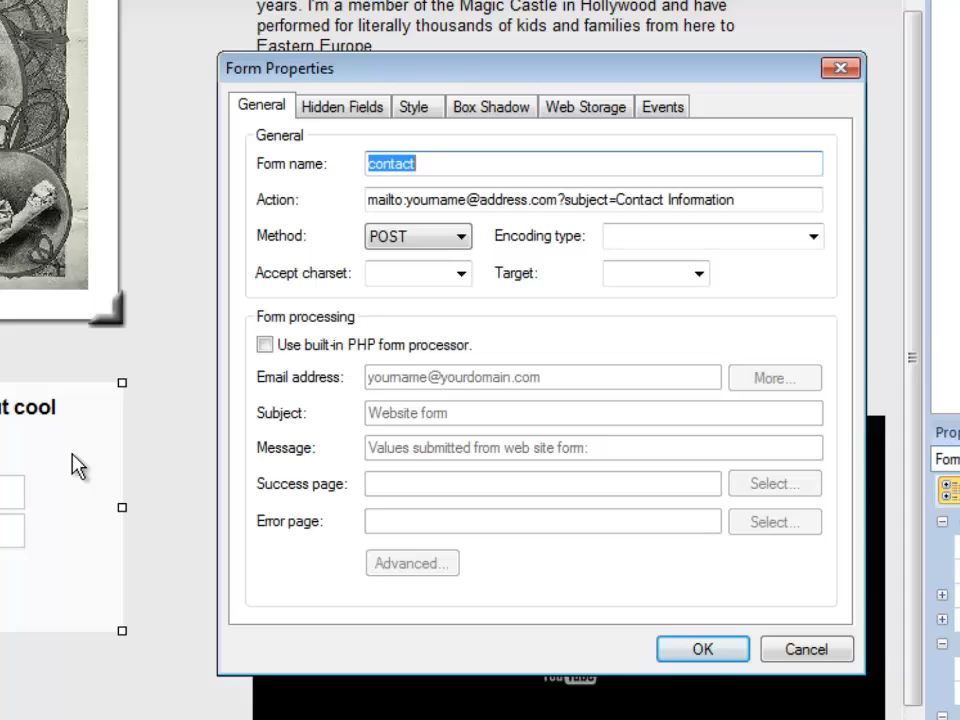 years. I'm a member of the Magic Castle in Hollywood and have
performed for literally thousands of kids and families from here to
Eastern Europe
Form Properties
General
Hidden Fields
Style
Box Shadow
Web Storage
Events
General
Form name:
contact
Action:
mailto:yourname@address.com?subject=Contact Information
Method:
POST
Encoding type:
Accept charset:
Target:
Form processing
Use built-in PHP form processor.
Email address:
yourname@yourdomain.com
More...
Subject:
Website form
Message:
Values submitted from web site form:
Success page:
Select...
Error page:
Select...
Advanced...
OK
Cancel
cool
Prop
Form
YouTube